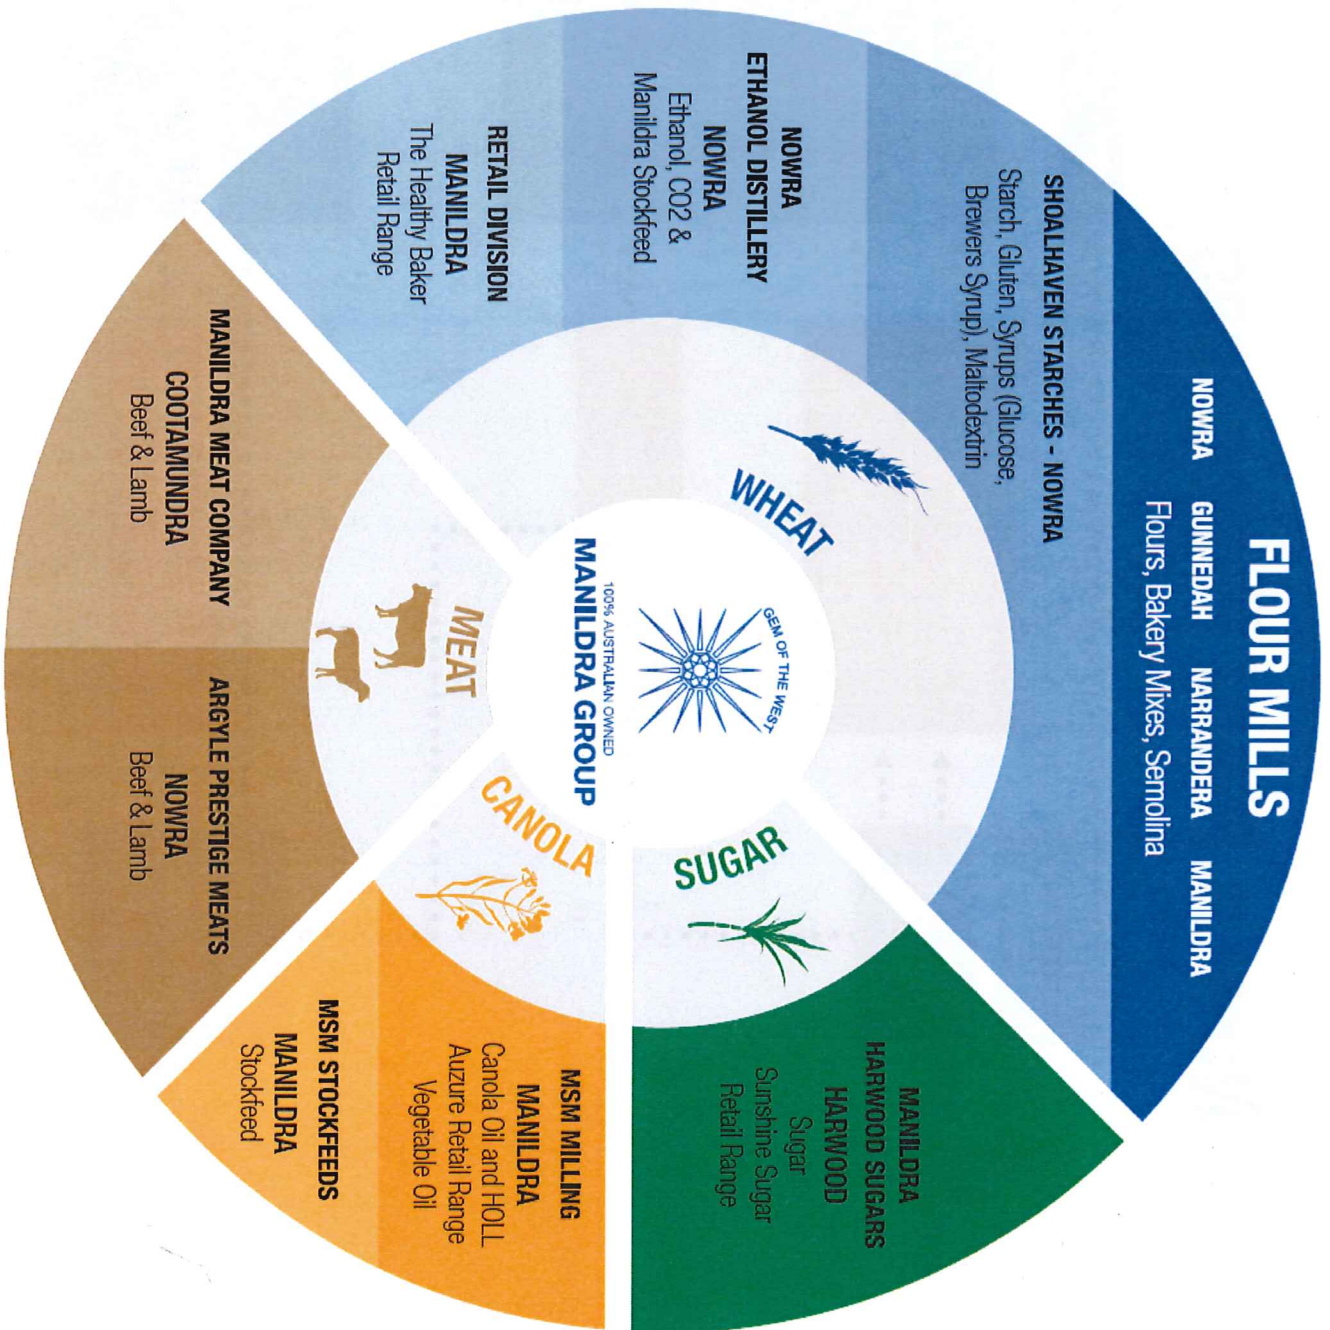 FLOUR MILLS
NOWRA GUNNEDAH NARRANDERA MANILDRA
Flours, Bakery Mixes, Semolina
SHOALHAVEN STARCHES - NOWRA
Starch, Gluten, Syrups (Glucose,
Brewers Syrup), Maltodextrin
NOWRA
ETHANOL DISTILLERY
NOWRA
Ethanol, CO2 &
Manildra Stockfeed
RETAIL DIVISION
MANILDRA
The Healthy Baker
Retail Range
WHEAT
GEM OF THE WEST
100% AUSTRALIAN OWNED
MANILDRA GROUP
SUGAR
MANILDRA
HARWOOD SUGARS
HARWOOD
Sugar
Sunshine Sugar
Retail Range
CANOLA
MSM MILLING
MANILDRA
Canola Oil and HOLL
Auzure Retail Range
Vegetable Oil
MSM STOCKFEEDS
MANILDRA
Stockfeed
MEAT
MANILDRA MEAT COMPANY
COOTAMUNDRA
Beef & Lamb
ARGYLE PRESTIGE MEATS
NOWRA
Beef & Lamb